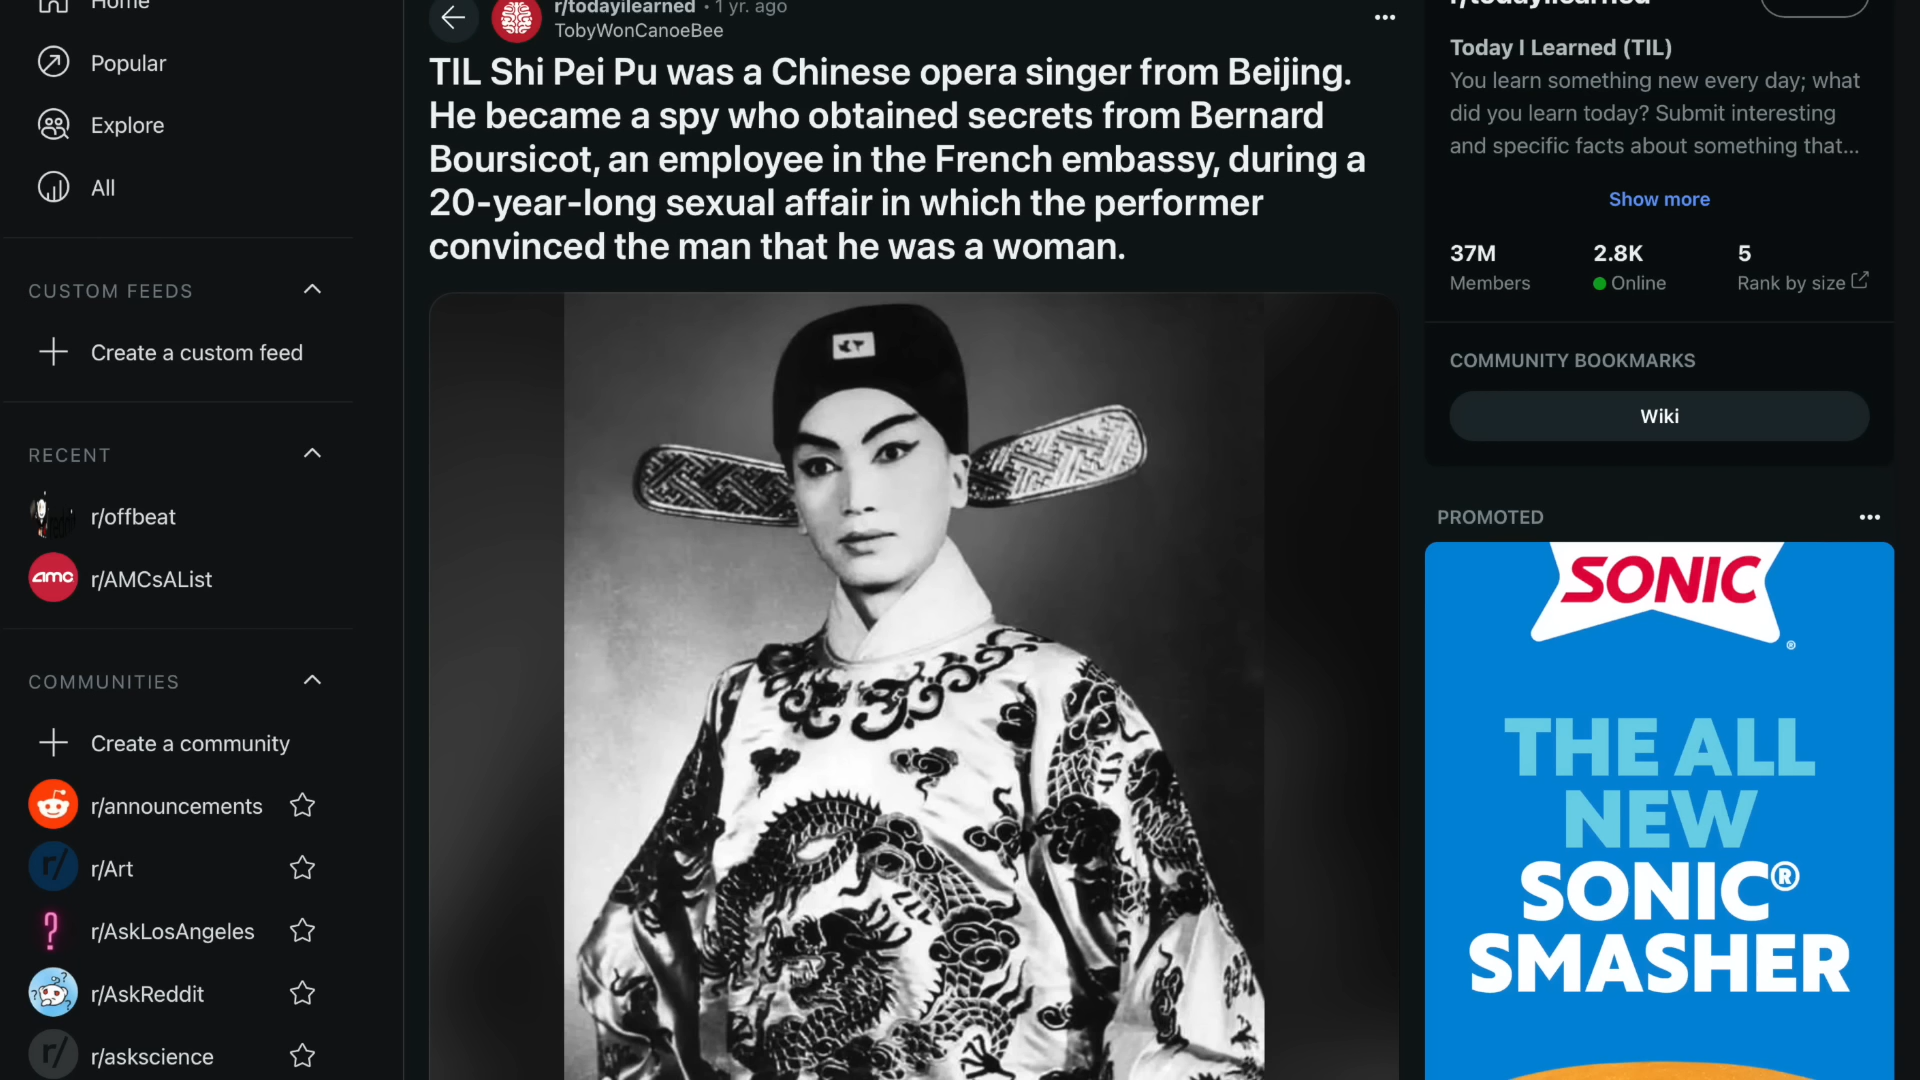 Home
Popular
Explore
All
CUSTOM FEEDS
Create a custom feed
RECENT
r/offbeat
amc
r/AMCsAList
COMMUNITIES
Create a community
r/announcements
r/
r/Art
?
r/AskLosAngeles
r/AskReddit
r/
r/askscience
r/todayilearned • 1 yr. ago
TobyWonCanoeBee
TIL Shi Pei Pu was a Chinese opera singer from Beijing.
He became a spy who obtained secrets from Bernard
Boursicot, an employee in the French embassy, during a
20-year-long sexual affair in which the performer
convinced the man that he was a woman.
r/todayilearned
Today I Learned (TIL)
You learn something new every day; what
did you learn today? Submit interesting
and specific facts about something that...
Show more
37M 2.8K 5
Members Online Rank by size
COMMUNITY BOOKMARKS
Wiki
PROMOTED
SONIC®
THE ALL
NEW
SONIC®
SMASHER